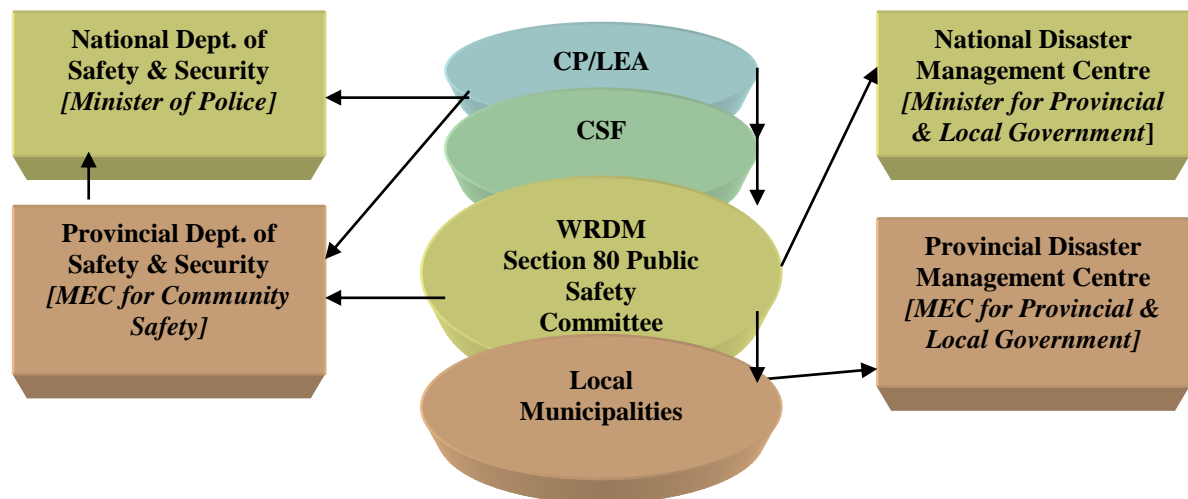 National Dept. of
Safety & Security
[Minister of Police]
Provincial Dept. of
Safety & Security
[MEC for Community
Safety]
CP/LEA
CSF
WRDM
Section 80 Public
Safety
Committee
Local
Municipalities
National Disaster
Management Centre
[Minister for Provincial
& Local Government]
Provincial Disaster
Management Centre
[MEC for Provincial &
Local Government]